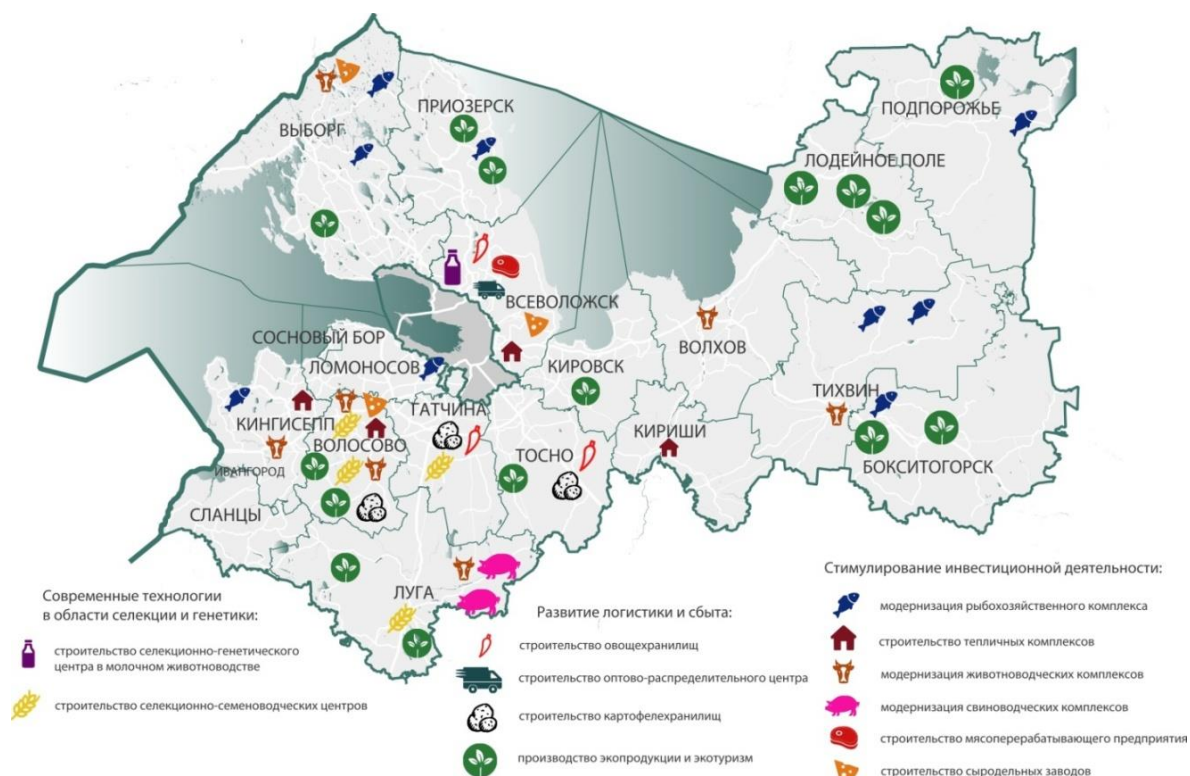 ПРИОЗЕРСК
ПОДПОРОЖЬЕ
ВЫБОРГ
ЛОДЕЙНОЕ ПОЛЕ
ВСЕВОЛОЖСК
СОСНОВЫЙ БОР
ВОЛХОВ
ЛОМОНОСОВ
КИРОВСК
ТИХВИН
ГАТЧИНА
КИНГИСЕПП
КИРИШИ
ВОЛОСОВО
ТОСНО
ИВАНГОРОД
БОКСИТОГОРСК
СЛАНЦЫ
ЛУГА
Современные технологии
в области селекции и генетики:
строительство селекционно-генетического
центра в молочном животноводстве
строительство селекционно-семеноводческих центров
Развитие логистики и сбыта:
строительство овощехранилищ
строительство оптово-распределительного центра
строительство картофелехранилищ
производство экопродукции и экотуризм
Стимулирование инвестиционной деятельности:
модернизация рыбохозяйственного комплекса
строительство тепличных комплексов
модернизация животноводческих комплексов
модернизация свиноводческих комплексов
строительство мясоперерабатывающего предприятия
строительство сыродельных заводов